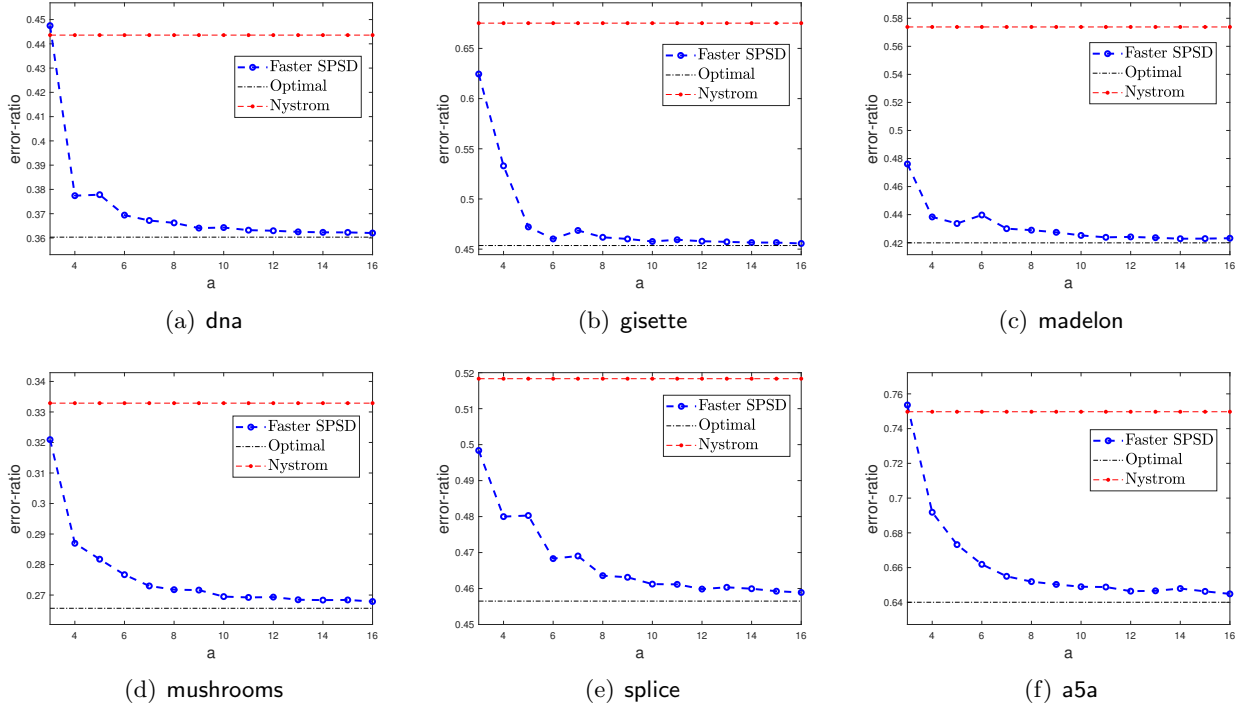 0.45
0.44
0.43
0.42
0.41
0.4
0.39
0.38
0.37
0.36
error-ratio
4 6 8 10 12 14 16
a
Faster SPSD
Optimal
Nystrom
(a) dna
0.65
0.6
0.55
0.5
0.45
error-ratio
4 6 8 10 12 14 16
a
Faster SPSD
Optimal
Nystrom
(b) gisette
0.58
0.56
0.54
0.52
0.5
0.48
0.46
0.44
0.42
error-ratio
4 6 8 10 12 14 16
a
Faster SPSD
Optimal
Nystrom
(c) madelon
0.34
0.33
0.32
0.31
0.3
0.29
0.28
0.27
error-ratio
4 6 8 10 12 14 16
a
Faster SPSD
Optimal
Nystrom
(d) mushrooms
0.52
0.51
0.5
0.49
0.48
0.47
0.46
0.45
error-ratio
4 6 8 10 12 14 16
a
Faster SPSD
Optimal
Nystrom
(e) splice
0.76
0.74
0.72
0.7
0.68
0.66
0.64
error-ratio
4 6 8 10 12 14 16
a
Faster SPSD
Optimal
Nystrom
(f) a5a